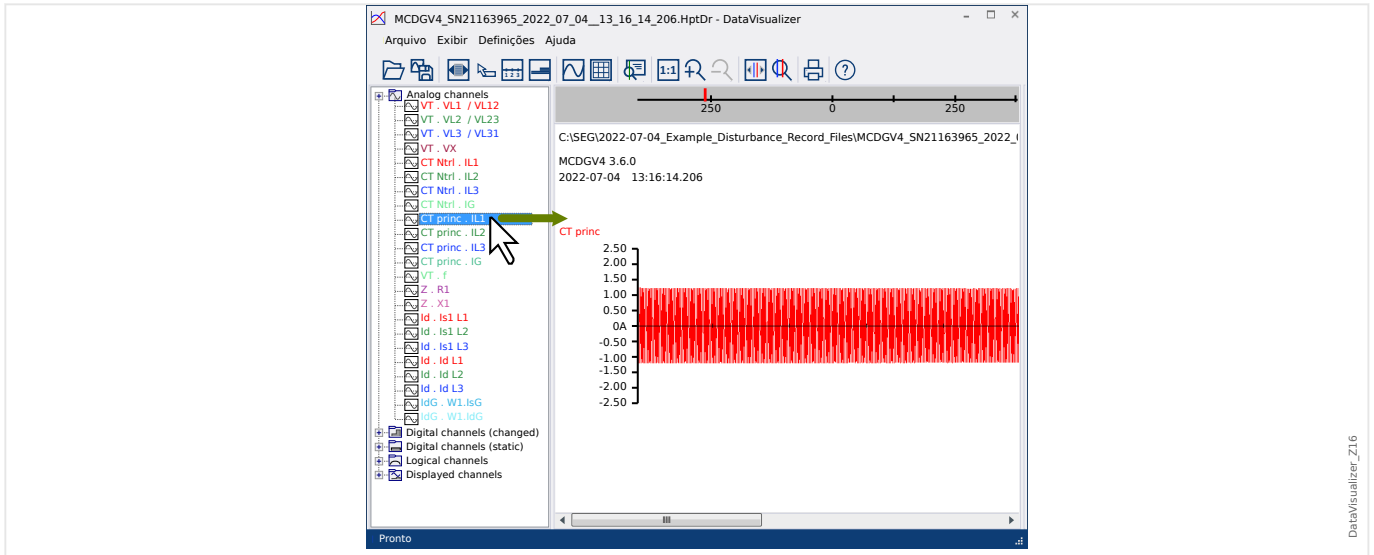 MCDGV4_SN21163965_2022_07_04__13_16_14_206.HptDr - DataVisualizer
Arquivo Exibir Definições Ajuda
1 2 3
1:1
?
Analog channels
VT . VL1 / VL12
VT . VL2 / VL23
VT . VL3 / VL31
VT . VX
CT Ntrl . IL1
CT Ntrl . IL2
CT Ntrl . IL3
CT Ntrl . IG
CT princ . IL1
CT princ . IL2
CT princ . IL3
CT princ . IG
VT . f
Z . R1
Z . X1
Id . Is1 L1
Id . Is1 L2
Id . Is1 L3
Id . Id L1
Id . Id L2
Id . Id L3
IdG . W1.IsG
IdG . W1.IdG
Digital channels (changed)
Digital channels (static)
Logical channels
Displayed channels
250 0 250
C:\SEG\2022-07-04_Example_Disturbance_Record_Files\MCDGV4_SN21163965_2022_
MCDGV4 3.6.0
2022-07-04 13:16:14.206
CT princ
2.50
2.00
1.50
1.00
0.50
0A
-0.50
-1.00
-1.50
-2.00
-2.50
Pronto
DataVisualizer_Z16